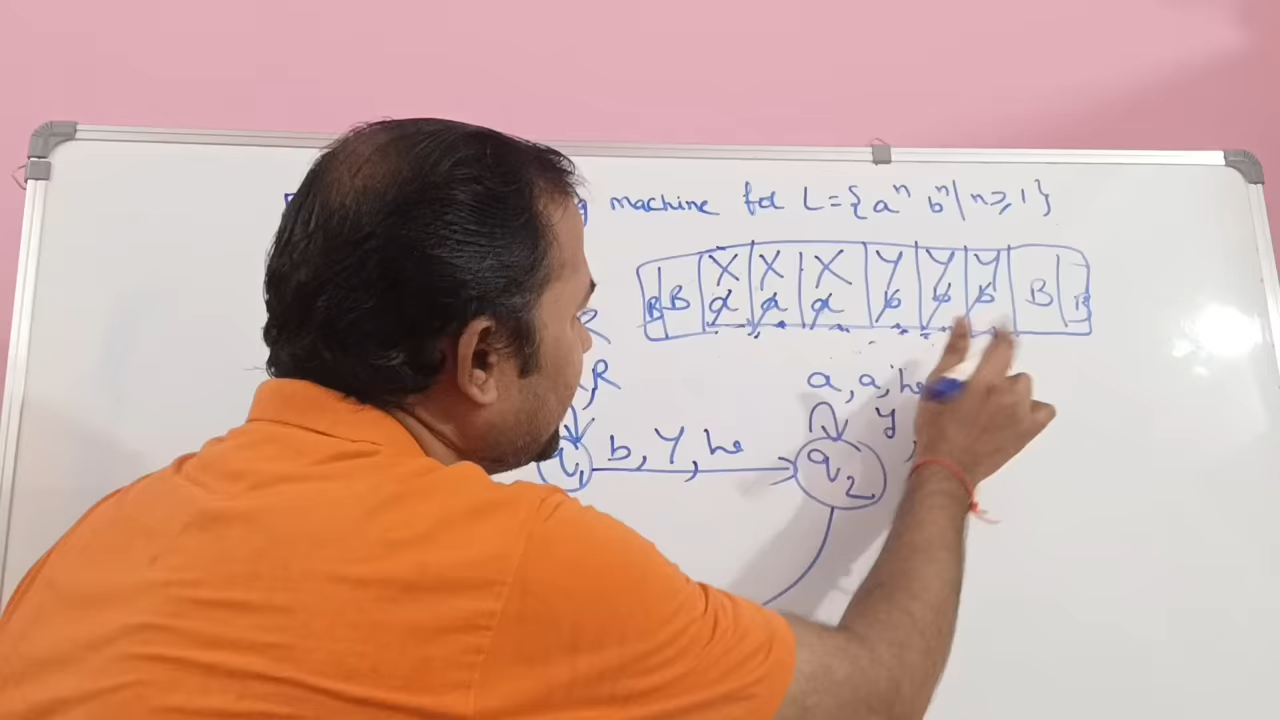 machine for L={aⁿ bⁿ|n≥1}
X X X Y Y Y
B B a a a b b b B B
R
R
a, a,
Y
b, Y,
q₁ q₂